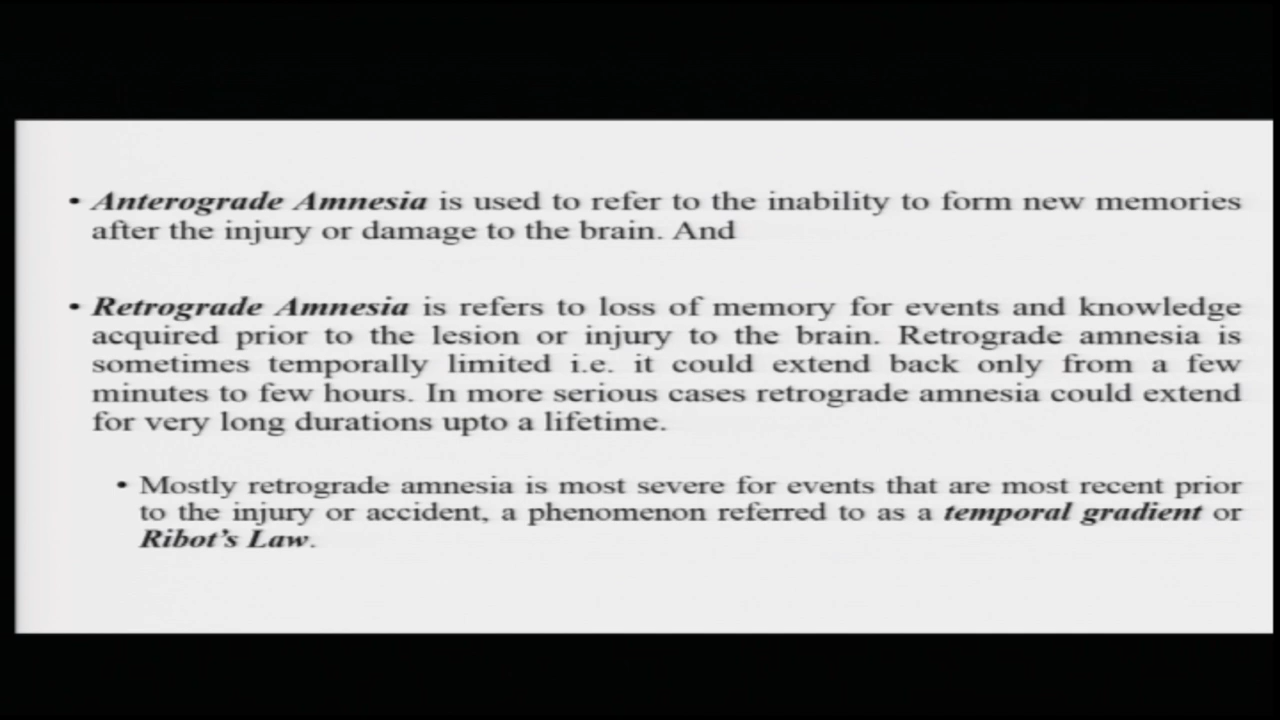 • Anterograde Amnesia is used to refer to the inability to form new memories
after the injury or damage to the brain. And
• Retrograde Amnesia is refers to loss of memory for events and knowledge
acquired prior to the lesion or injury to the brain. Retrograde amnesia is
sometimes temporally limited i.e. it could extend back only from a few
minutes to few hours. In more serious cases retrograde amnesia could extend
for very long durations upto a lifetime.
• Mostly retrograde amnesia is most severe for events that are most recent prior
to the injury or accident, a phenomenon referred to as a temporal gradient or
Ribot's Law.